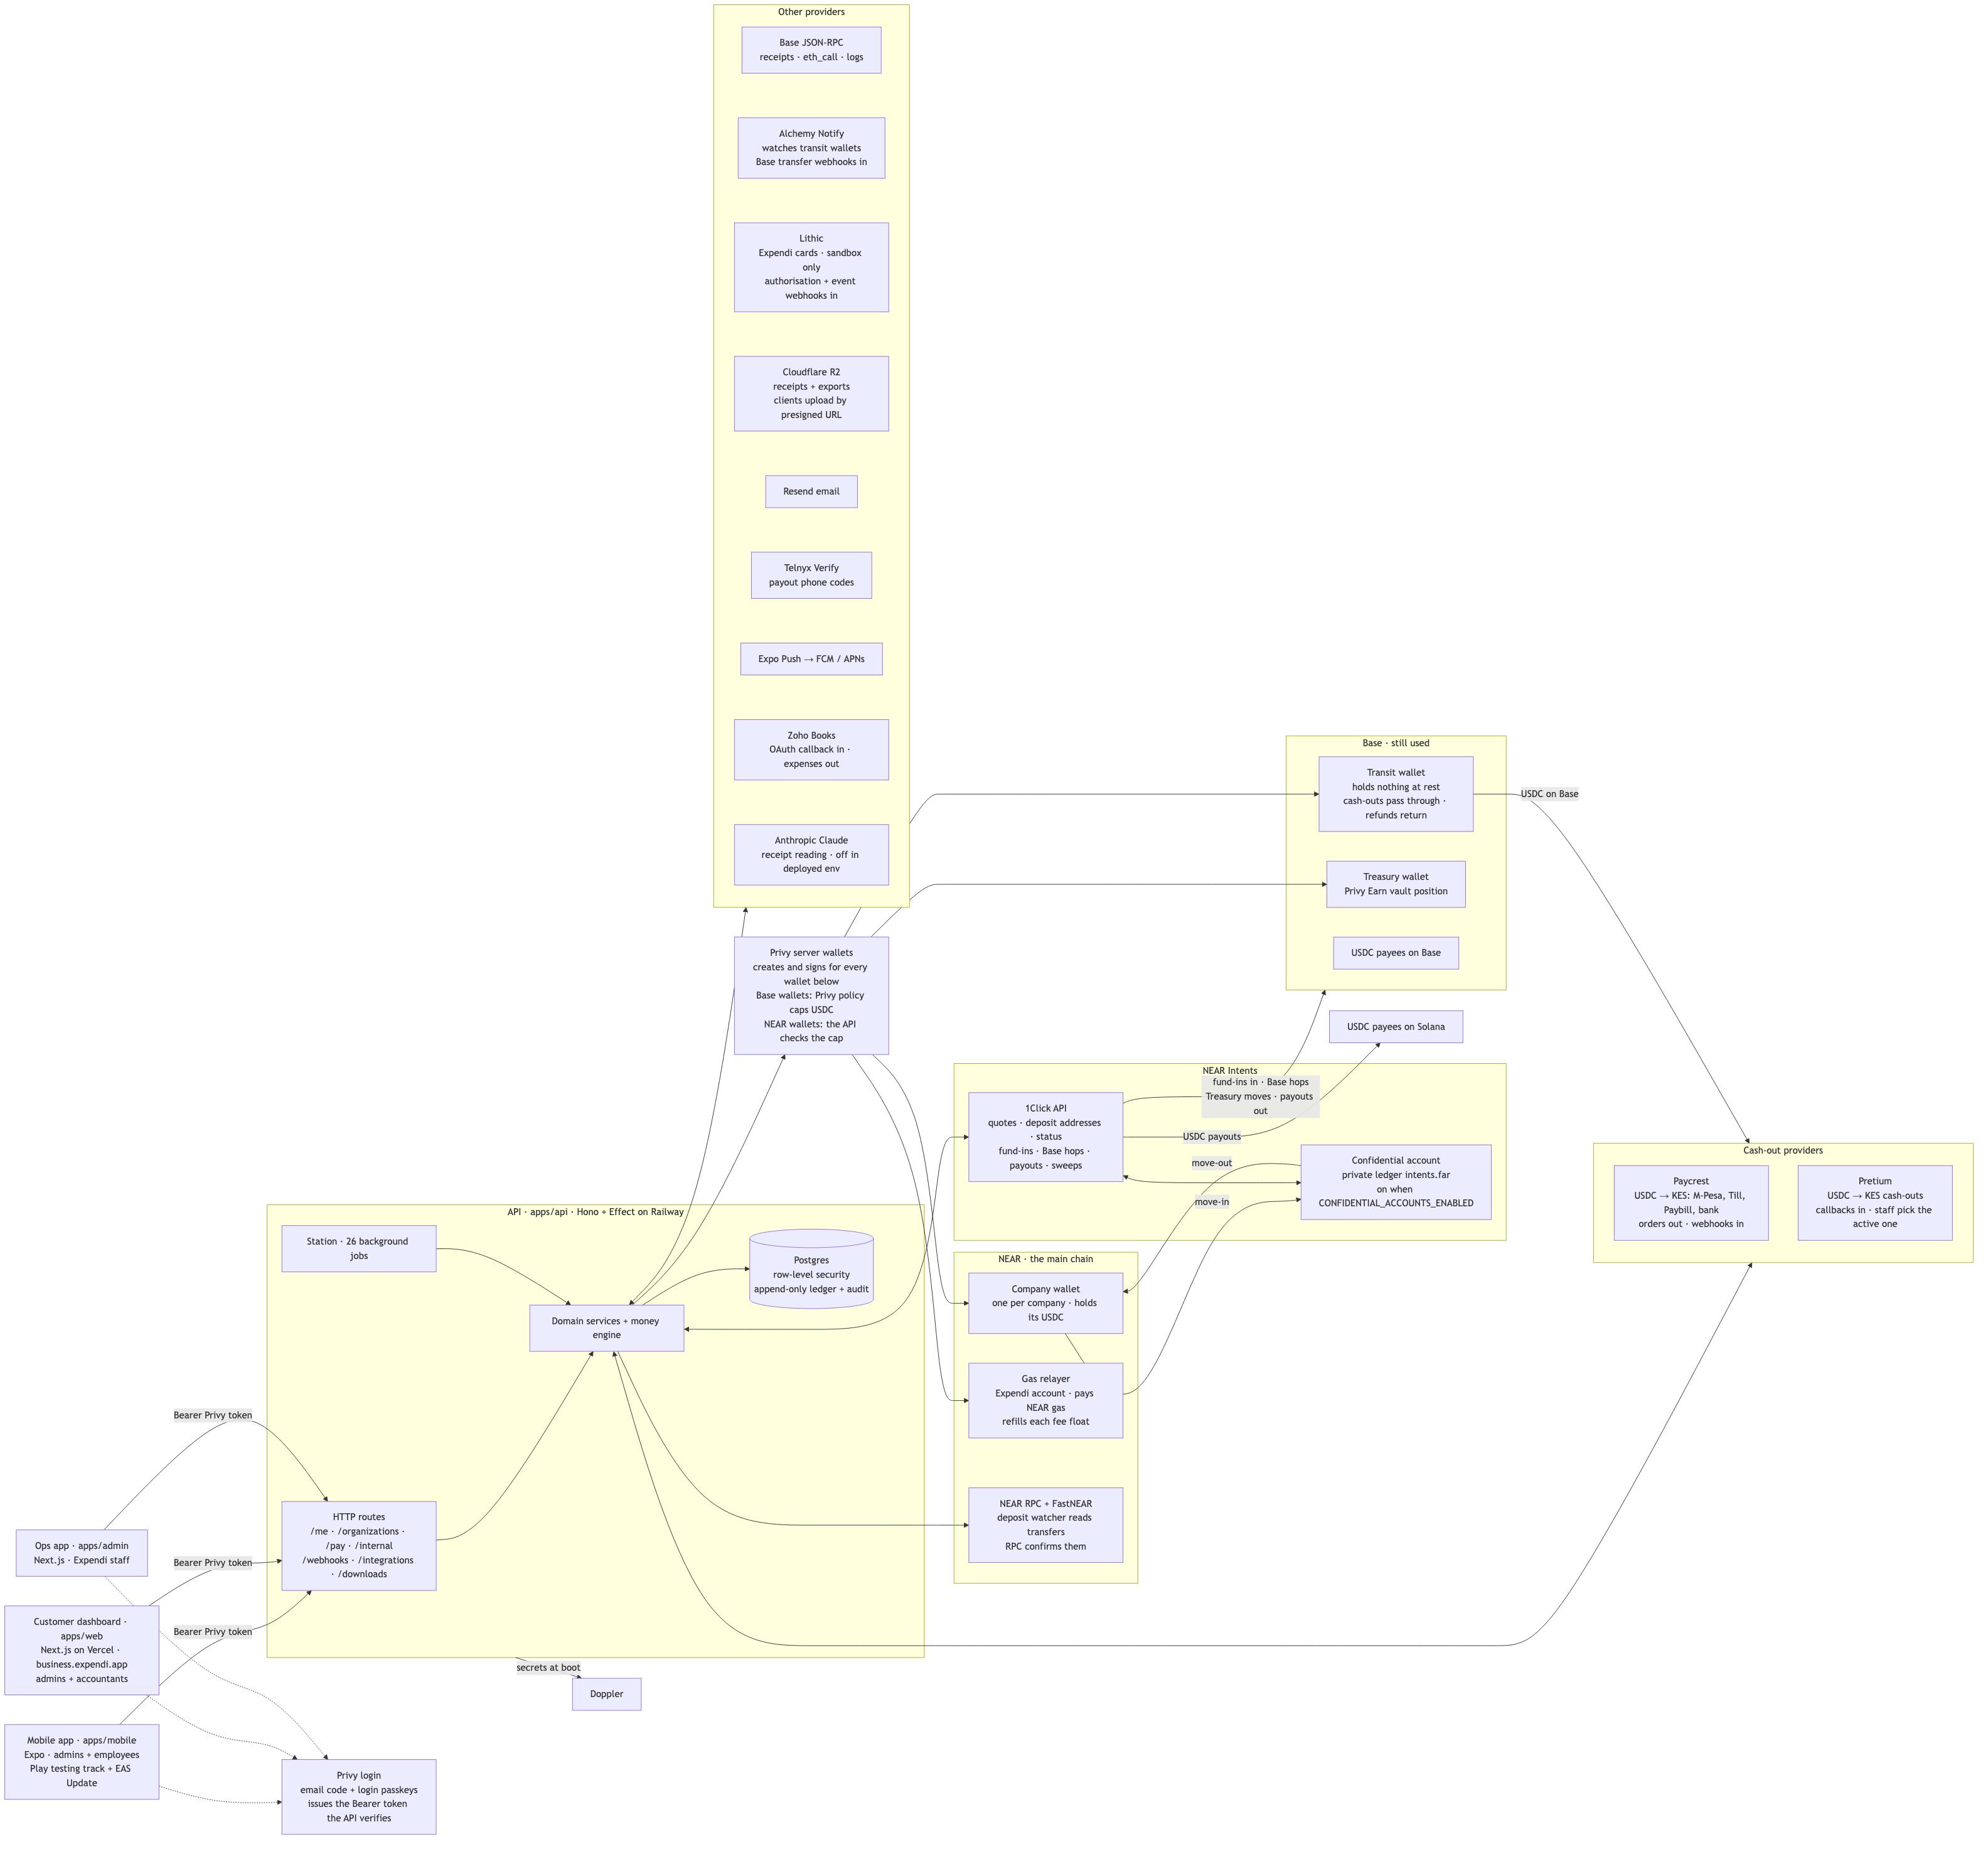 Other providers
Base JSON-RPC
receipts · eth_call · logs
Alchemy Notify
watches transit wallets
Base transfer webhooks in
Lithic
Expendi cards · sandbox
only
authorisation + event
webhooks in
Cloudflare R2
receipts + exports
clients upload by
presigned URL
Resend email
Telnyx Verify
payout phone codes
Expo Push → FCM / APNs
Zoho Books
OAuth callback in ·
expenses out
Anthropic Claude
receipt reading · off in
deployed env
Privy server wallets
creates and signs for every
wallet below
Base wallets: Privy policy
caps USDC
NEAR wallets: the API
checks the cap
Base · still used
Transit wallet
holds nothing at rest
cash-outs pass through ·
refunds return
USDC on Base
Treasury wallet
Privy Earn vault position
USDC payees on Base
USDC payees on Solana
NEAR Intents
fund-ins in · Base hops
Treasury moves · payouts
out
1Click API
quotes · deposit addresses
· status
fund-ins · Base hops ·
payouts · sweeps
USDC payouts
move-out
move-in
Confidential account
private ledger intents.far
on when
CONFIDENTIAL_ACCOUNTS_ENABLED
Cash-out providers
Paycrest
USDC → KES: M-Pesa, Till,
Paybill, bank
orders out · webhooks in
Pretium
USDC → KES cash-outs
callbacks in · staff pick the
active one
API · apps/api · Hono + Effect on Railway
Station · 26 background
jobs
Postgres
row-level security
append-only ledger + audit
Domain services + money
engine
NEAR · the main chain
Company wallet
one per company · holds
its USDC
Gas relayer
Expendi account · pays
NEAR gas
refills each fee float
NEAR RPC + FastNEAR
deposit watcher reads
transfers
RPC confirms them
Bearer Privy token
HTTP routes
/me · /organizations ·
/pay · /internal
/webhooks · /integrations
· /downloads
Ops app · apps/admin
Next.js · Expendi staff
Bearer Privy token
Customer dashboard ·
apps/web
Next.js on Vercel ·
business.expendi.app
admins + accountants
Bearer Privy token
secrets at boot
Doppler
Mobile app · apps/mobile
Expo · admins + employees
Play testing track + EAS
Update
Privy login
email code + login passkeys
issues the Bearer token
the API verifies